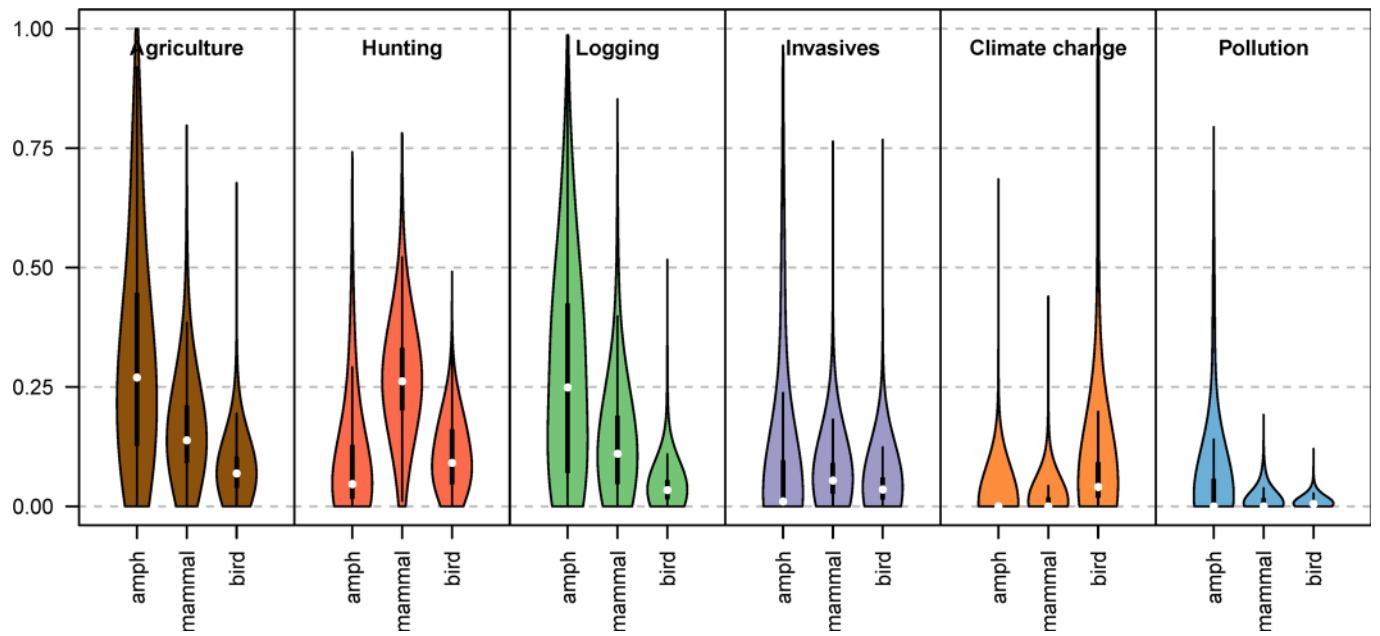 Agriculture Hunting Logging Invasives Climate change Pollution
1.00
0.75
0.50
0.25
0.00
amph mammal bird amph mammal bird amph mammal bird amph mammal bird amph mammal bird amph mammal bird